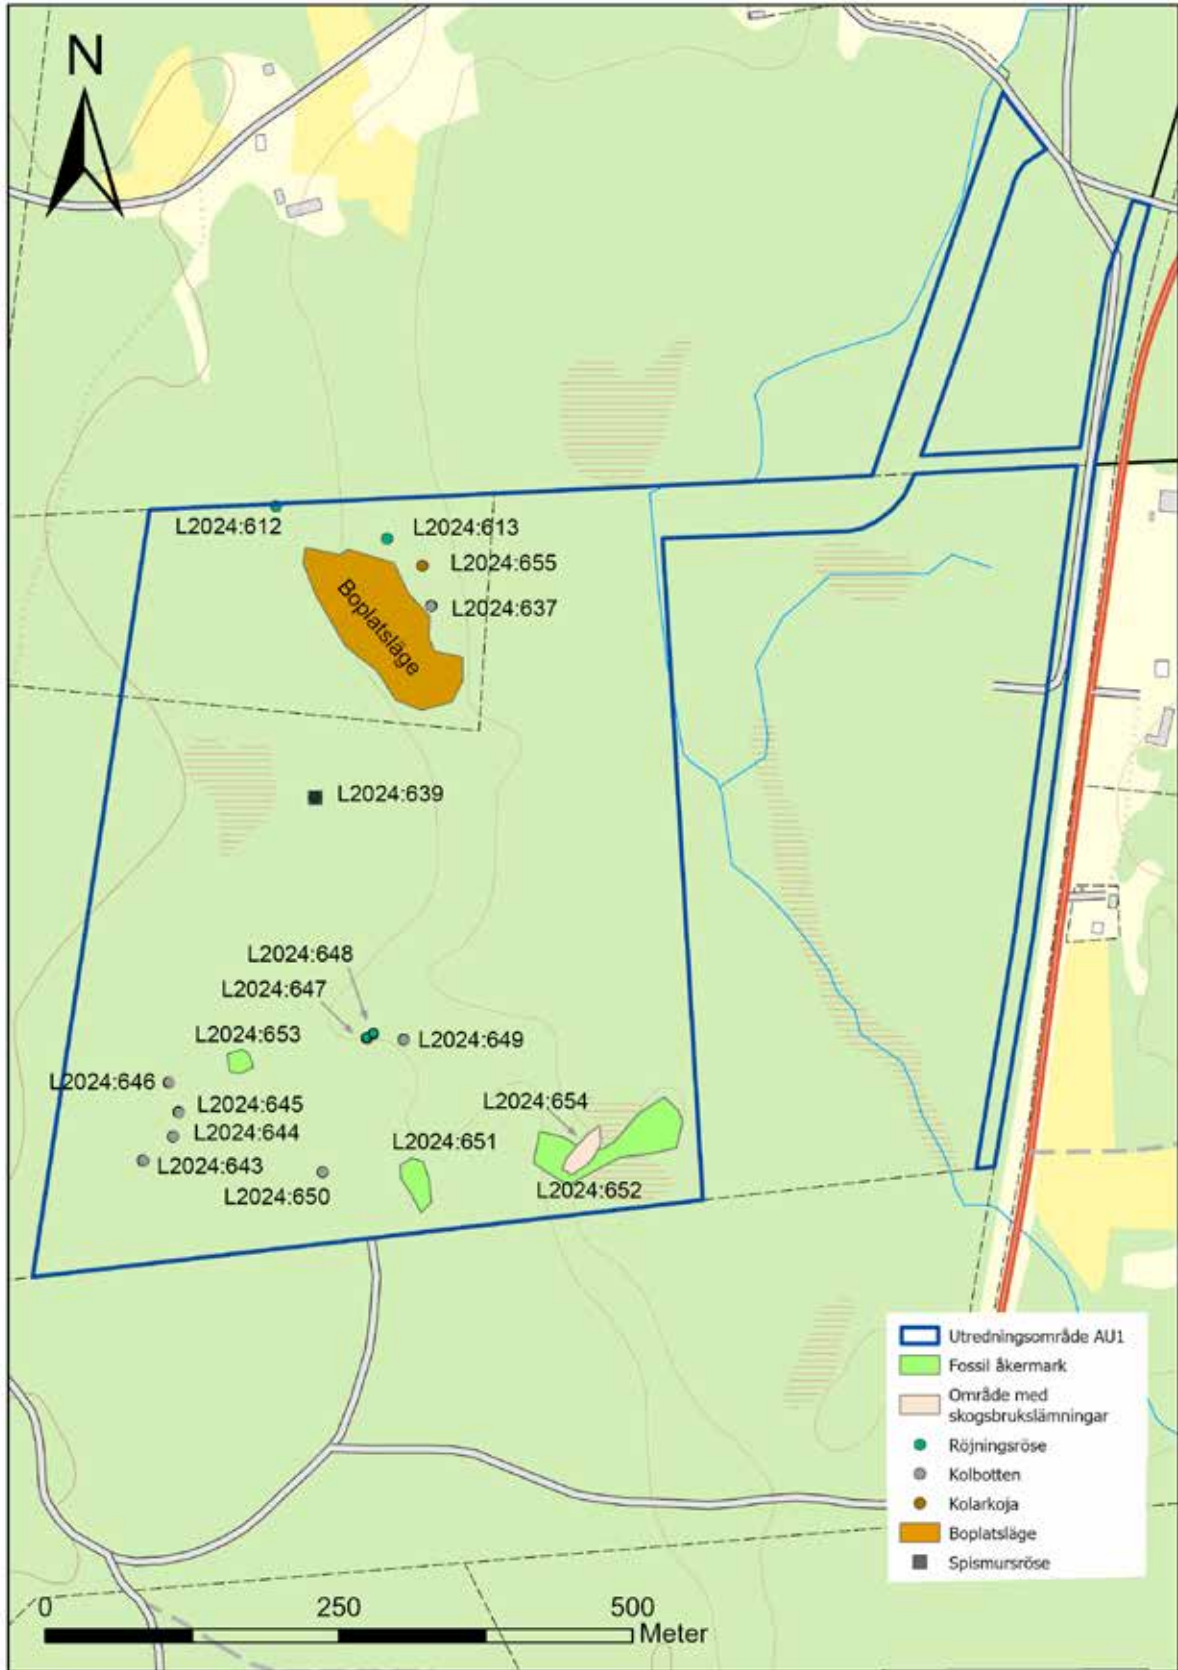 N
L2024:612
L2024:613
L2024:655
L2024:637
Boplatsläge
L2024:639
L2024:648
L2024:647
L2024:653
L2024:649
L2024:646
L2024:645
L2024:654
L2024:644
L2024:651
L2024:643
L2024:650
L2024:652
Utredningsområde AU1
Fossil åkermark
Område med
skogsbrukslämningar
Röjningsröse
Kolbotten
Kolarkoja
Boplatsläge
Spismursröse
0 250 500
Meter